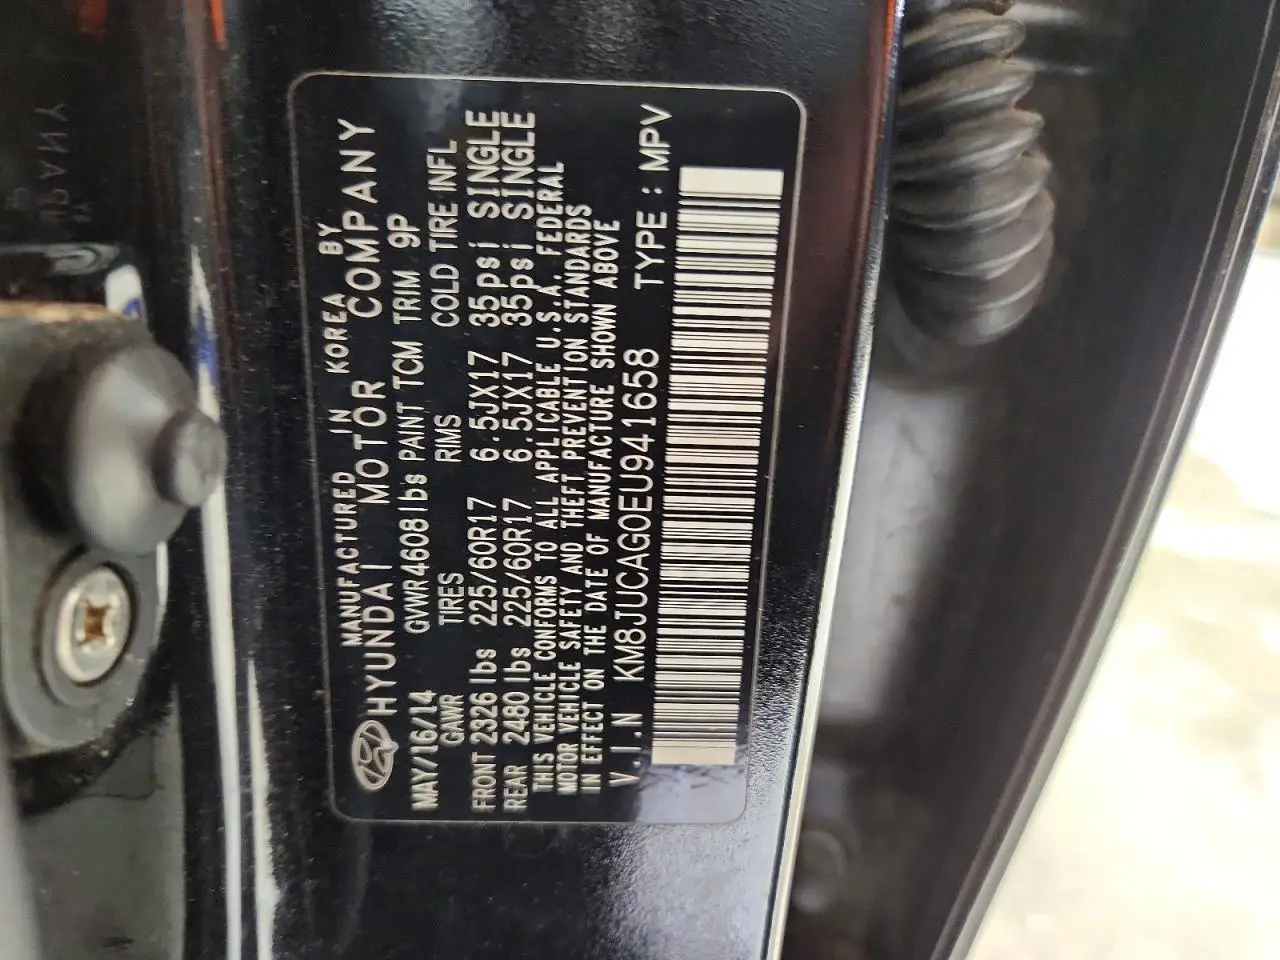 MANUFACTURED IN KOREA BY
HYUNDAI MOTOR COMPANY
MAY/16/14 GVWR4608lbs PAINT TCM TRIM 9P
GAWR TIRES RMS COLD TIRE INFL
FRONT 2326 lbs 225/60R17 6.5JX17 35psi SINGLE
REAR 2480 lbs 225/60R17 6.5JX17 35psi SINGLE
THIS VEHICLE CONFORMS TO ALL APPLICABLE U.S.A. FEDERAL
MOTOR VEHICLE SAFETY AND THEFT PREVENTION STANDARDS
IN EFFECT ON THE DATE OF MANUFACTURE SHOWN ABOVE
V.I.N KM8JUCAG0EU941658 TYPE : MPV